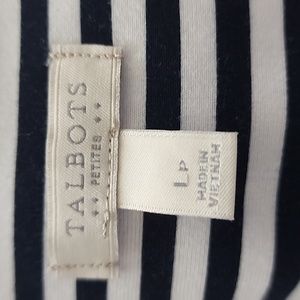 TALBOTS
PETITES
LP
MADE IN
VIETNAM